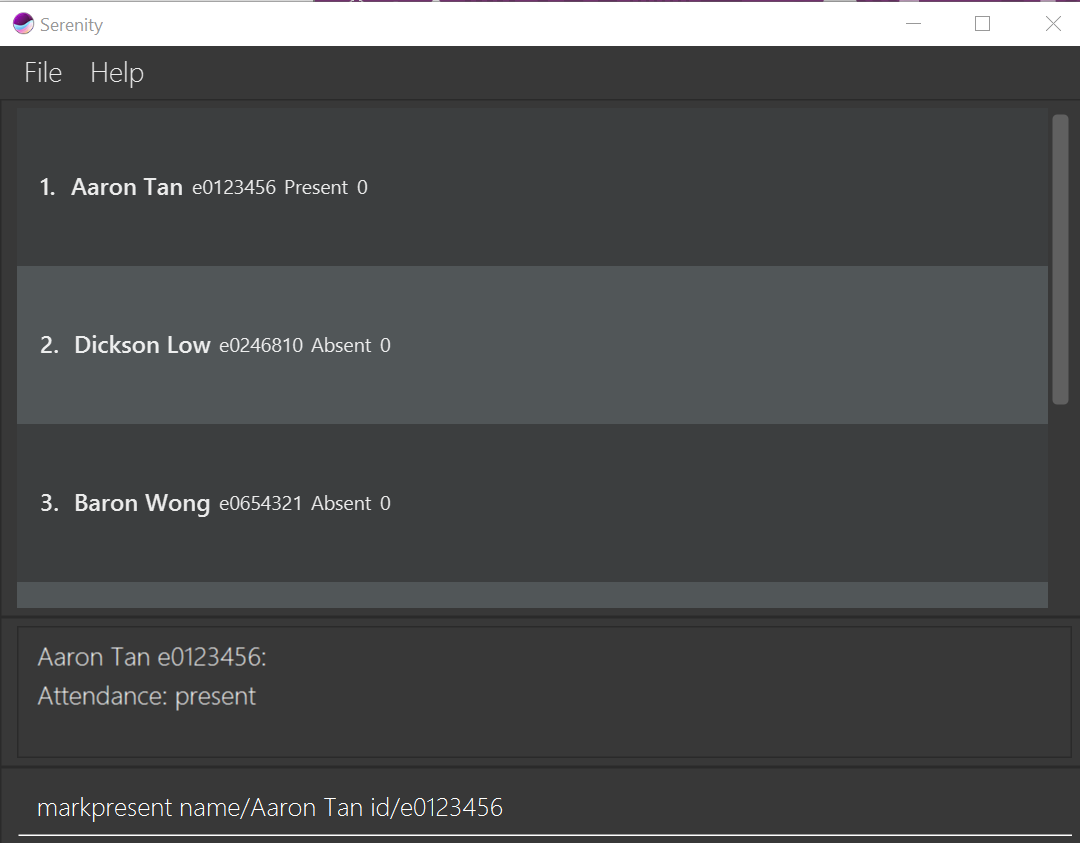 Serenity
File Help
1. Aaron Tan e0123456 Present 0
2. Dickson Low e0246810 Absent 0
3. Baron Wong e0654321 Absent 0
Aaron Tan e0123456:
Attendance: present
markpresent name/Aaron Tan id/e0123456